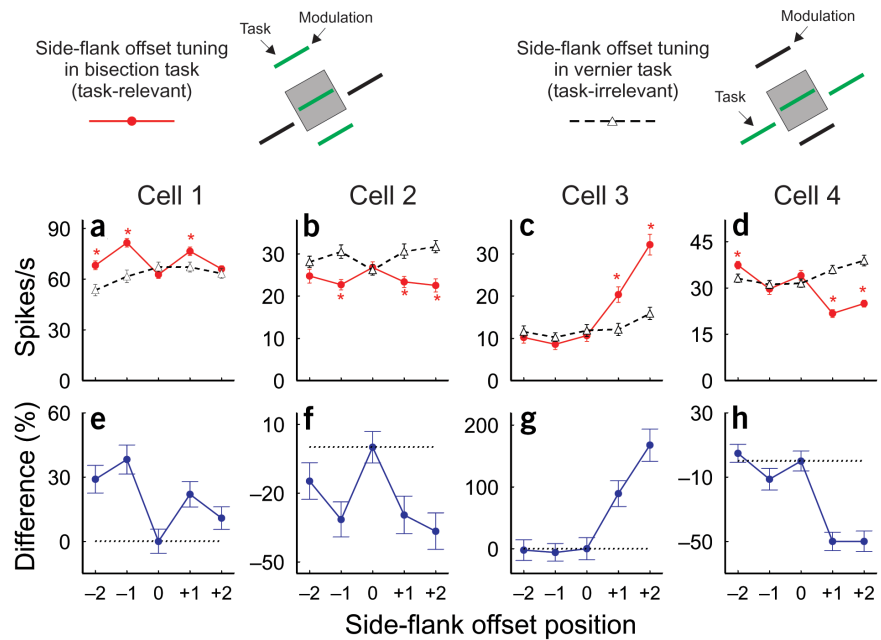 Task
Modulation
Side-flank offset tuning
in bisection task
(task-relevant)
Side-flank offset tuning
in vernier task
(task-irrelevant)
Task
Modulation
Cell 1
Cell 2
Cell 3
Cell 4
Spikes/s
a
90
60
30
0
*
*
*
b
30
20
10
0
*
*
*
c
30
20
10
0
*
*
d
45
30
15
0
*
*
*
Difference (%)
e
60
30
0
f
10
–20
–50
g
200
100
0
h
30
–10
–50
–2 –1 0 +1 +2
–2 –1 0 +1 +2
–2 –1 0 +1 +2
–2 –1 0 +1 +2
Side-flank offset position